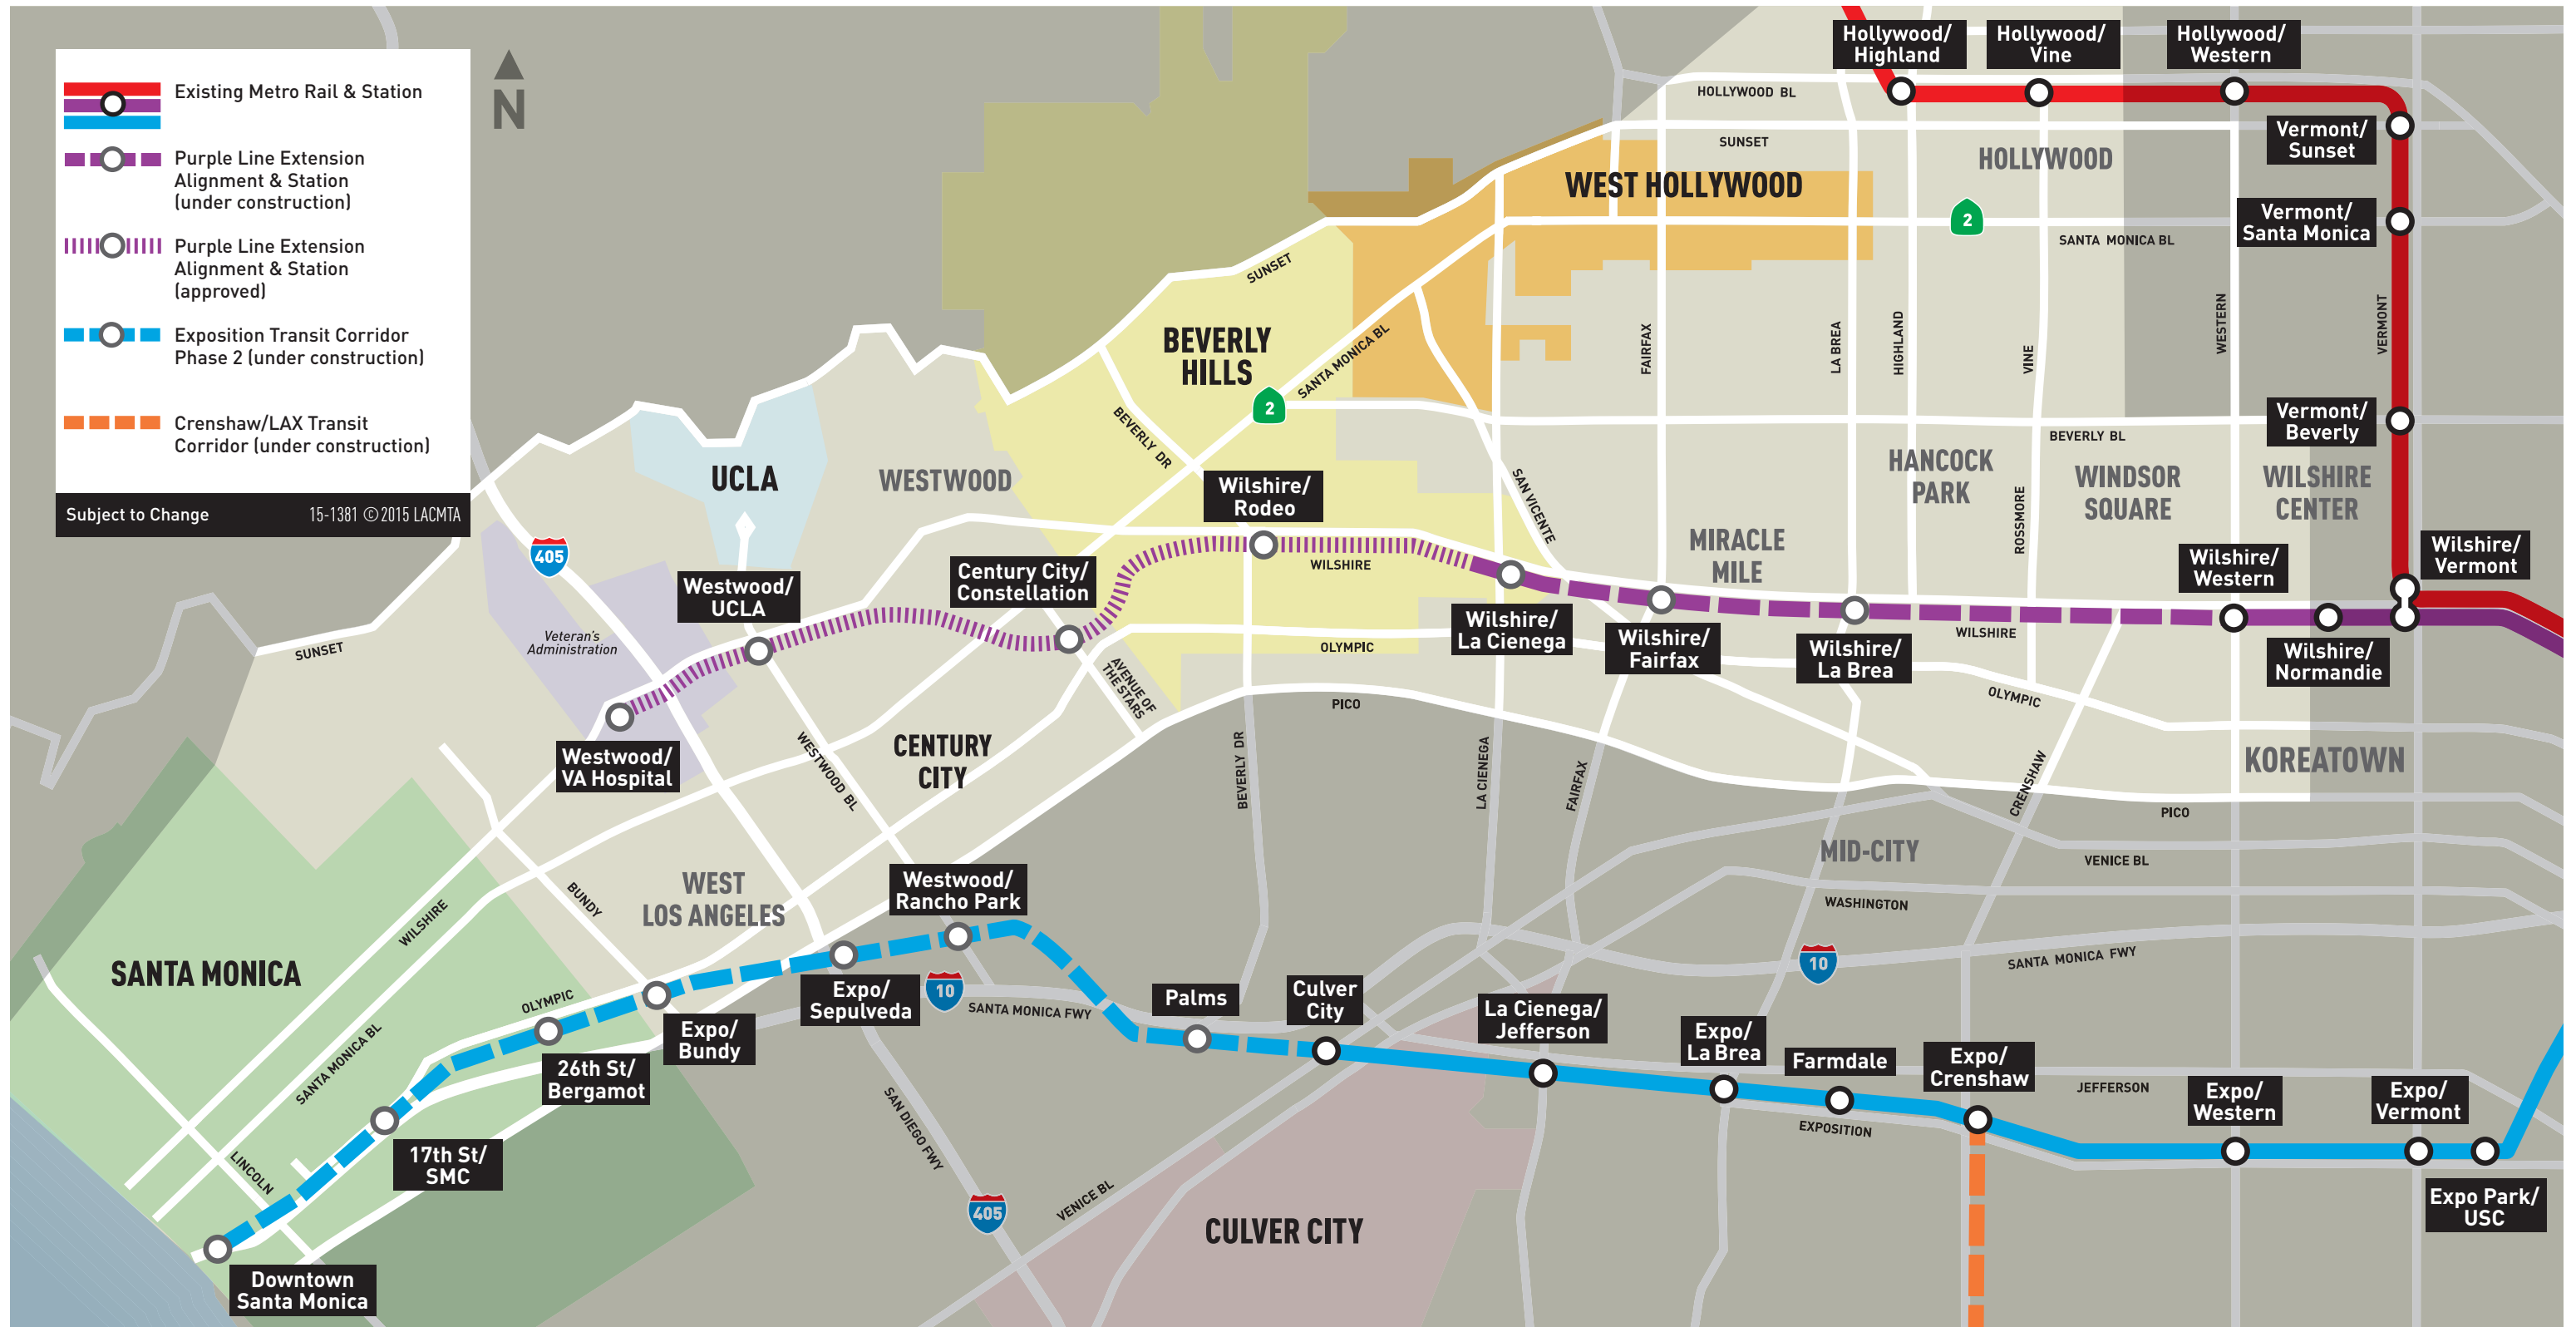 Existing Metro Rail & Station
Purple Line Extension
Alignment & Station
(under construction)
Purple Line Extension
Alignment & Station
(approved)
Exposition Transit Corridor
Phase 2 (under construction)
Crenshaw/LAX Transit
Corridor (under construction)
Subject to Change
15-1381 ©2015 LACMTA
N
Hollywood/
Highland
Hollywood/
Vine
Hollywood/
Western
HOLLYWOOD BL
SUNSET
Vermont/
Sunset
HOLLYWOOD
WEST HOLLYWOOD
2
Vermont/
Santa Monica
SANTA MONICA BL
SUNSET
BEVERLY
HILLS
SANTA MONICA BL
2
FAIRFAX
LA BREA
HIGHLAND
VINE
WESTERN
VERMONT
BEVERLY DR
Vermont/
Beverly
BEVERLY BL
UCLA
WESTWOOD
HANCOCK
PARK
WINDSOR
SQUARE
WILSHIRE
CENTER
Wilshire/
Rodeo
SAN VICENTE
ROSSMORE
MIRACLE
MILE
405
WILSHIRE
Century City/
Constellation
Westwood/
UCLA
Wilshire/
Western
Wilshire/
Vermont
Veteran's
Administration
SUNSET
OLYMPIC
Wilshire/
La Cienega
Wilshire/
Fairfax
Wilshire/
La Brea
WILSHIRE
Wilshire/
Normandie
AVENUE OF
THE STARS
PICO
OLYMPIC
Westwood/
VA Hospital
WESTWOOD BL
CENTURY
CITY
BEVERLY DR
LA CIENEGA
FAIRFAX
CRENSHAW
KOREATOWN
PICO
MID-CITY
VENICE BL
WEST
LOS ANGELES
BUNDY
WILSHIRE
Westwood/
Rancho Park
WASHINGTON
10
SANTA MONICA FWY
SANTA MONICA
OLYMPIC
Expo/
Sepulveda
10
SANTA MONICA FWY
Palms
Culver
City
La Cienega/
Jefferson
Expo/
La Brea
Farmdale
Expo/
Crenshaw
JEFFERSON
Expo/
Western
Expo/
Vermont
EXPOSITION
Expo/
Bundy
26th St/
Bergamot
SANTA MONICA BL
17th St/
SMC
LINCOLN
SAN DIEGO FWY
405
VENICE BL
CULVER CITY
Expo Park/
USC
Downtown
Santa Monica